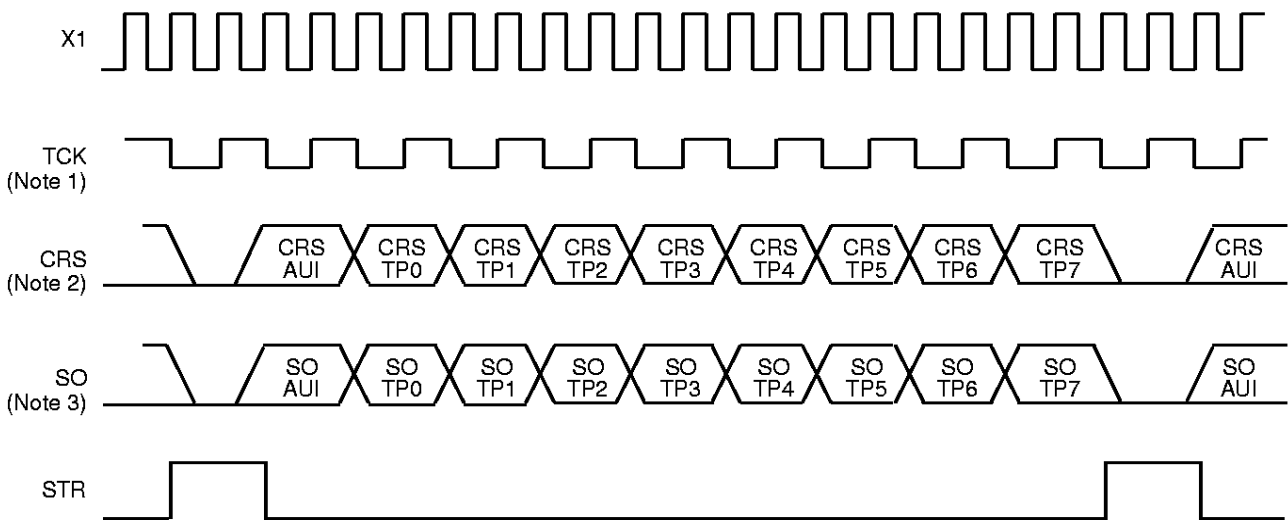 X1
TCK
(Note 1)
CRS
(Note 2)
CRS CRS CRS CRS CRS CRS CRS CRS CRS CRS
AUI TP0 TP1 TP2 TP3 TP4 TP5 TP6 TP7 AUI
SO
(Note 3)
SO SO SO SO SO SO SO SO SO SO
AUI TP0 TP1 TP2 TP3 TP4 TP5 TP6 TP7 AUI
STR